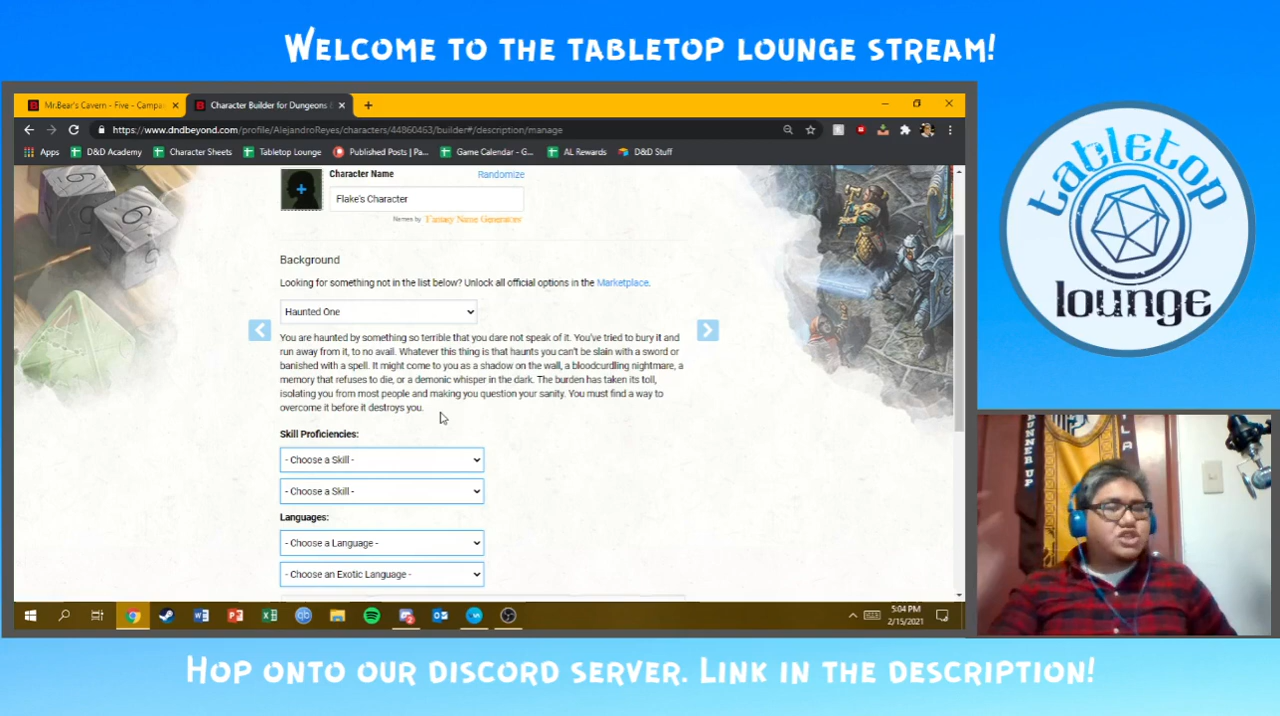 WELCOME TO THE TABLETOP LOUNGE STREAM!
Mr.Bear's Cavern - Five - Campa
Character Builder for Dungeons
https://www.dndbeyond.com/profile/AlejandroReyes/characters/44860463/builder#/description/manage
Apps D&D Academy Character Sheets Tabletop Lounge Published Posts | Pa... Game Calendar - G... AL Rewards D&D Stuff
Character Name
Randomize
Flake's Character
Names by Fantasy Name Generators
Background
Looking for something not in the list below? Unlock all official options in the Marketplace.
Haunted One
You are haunted by something so terrible that you dare not speak of it. You've tried to bury it and
run away from it, to no avail. Whatever this thing is that haunts you can't be slain with a sword or
banished with a spell. It might come to you as a shadow on the wall, a bloodcurdling nightmare, a
memory that refuses to die, or a demonic whisper in the dark. The burden has taken its toll,
isolating you from most people and making you question your sanity. You must find a way to
overcome it before it destroys you.
Skill Proficiencies:
- Choose a Skill -
- Choose a Skill -
Languages:
- Choose a Language -
- Choose an Exotic Language -
5:04 PM
2/15/2021
tabletop
lounge
RUNNER UP
HOP ONTO OUR DISCORD SERVER. LINK IN THE DESCRIPTION!